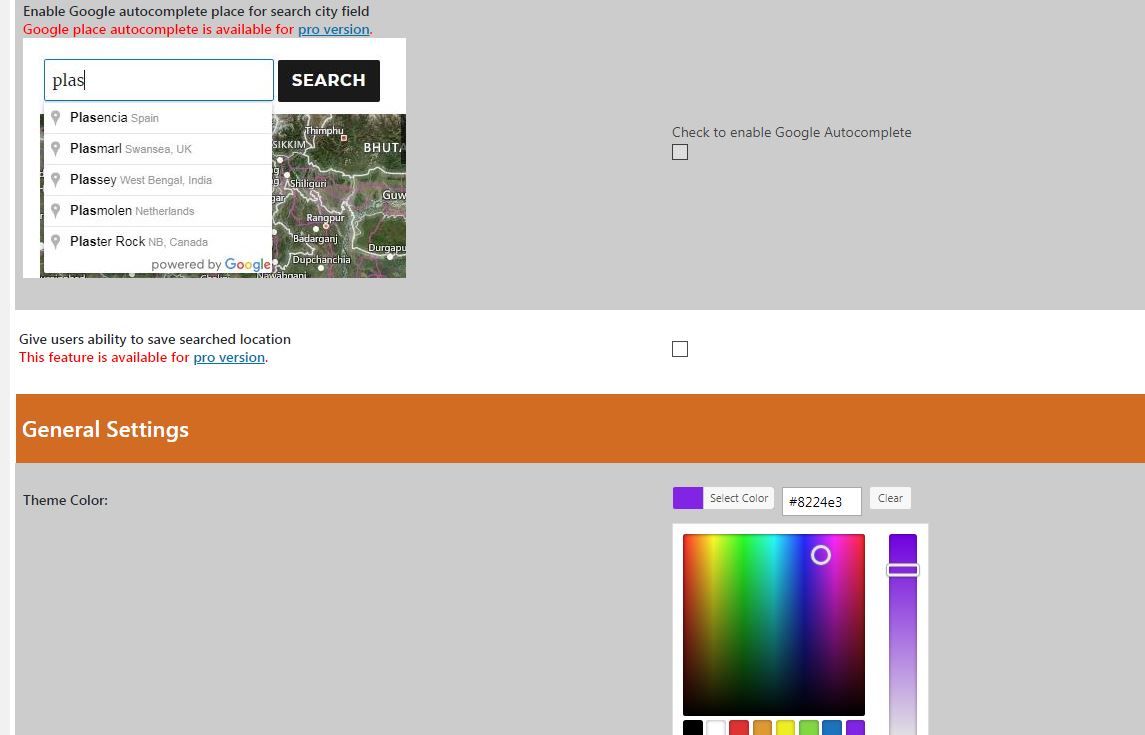 Enable Google autocomplete place for search city field
Google place autocomplete is available for pro version.
plas
SEARCH
Plasencia Spain
Plasmarl Swansea, UK
Plassey West Bengal, India
Plasmolen Netherlands
Plaster Rock NB, Canada
powered by Google
Thimphu
SIKKIM
BHUTA
Shiliguri
Guw
Rangpur
Badarganj
Durgapu
Dupchanchia
Nawabganj
Check to enable Google Autocomplete
Give users ability to save searched location
This feature is available for pro version.
General Settings
Theme Color:
Select Color
#8224e3
Clear